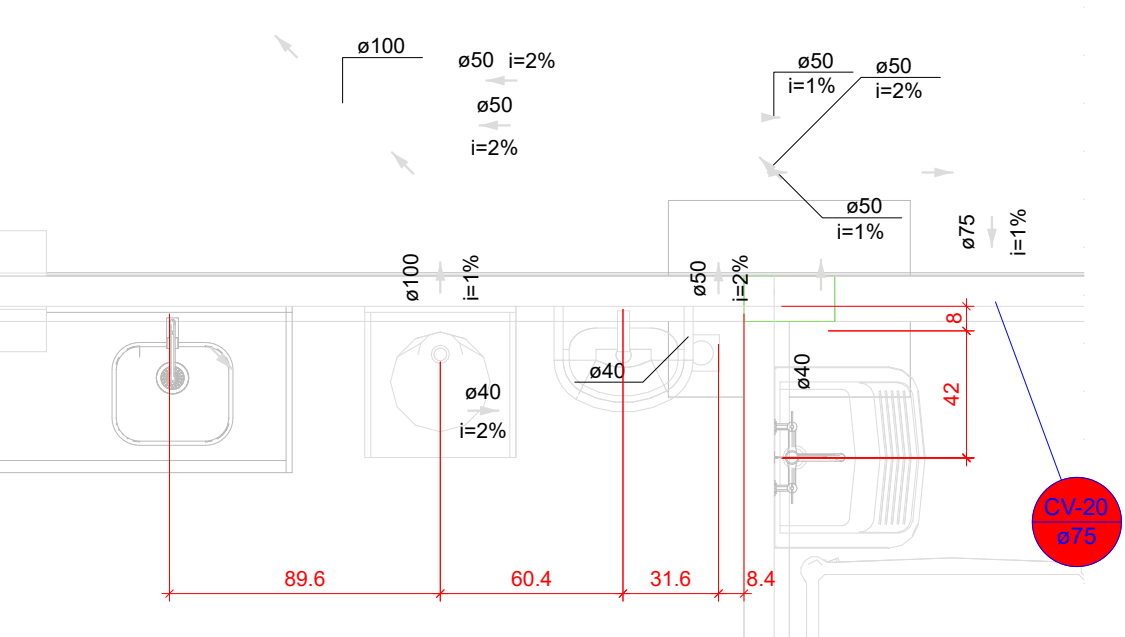 ø100
ø50 i=2%
ø50
i=2%
ø50
i=1%
ø50
i=2%
ø50
i=1%
ø75
i=1%
ø100
i=1%
ø50
i=2%
8
ø40
ø40
ø40
i=2%
42
CV-20
ø75
89.6
60.4
31.6
8.4